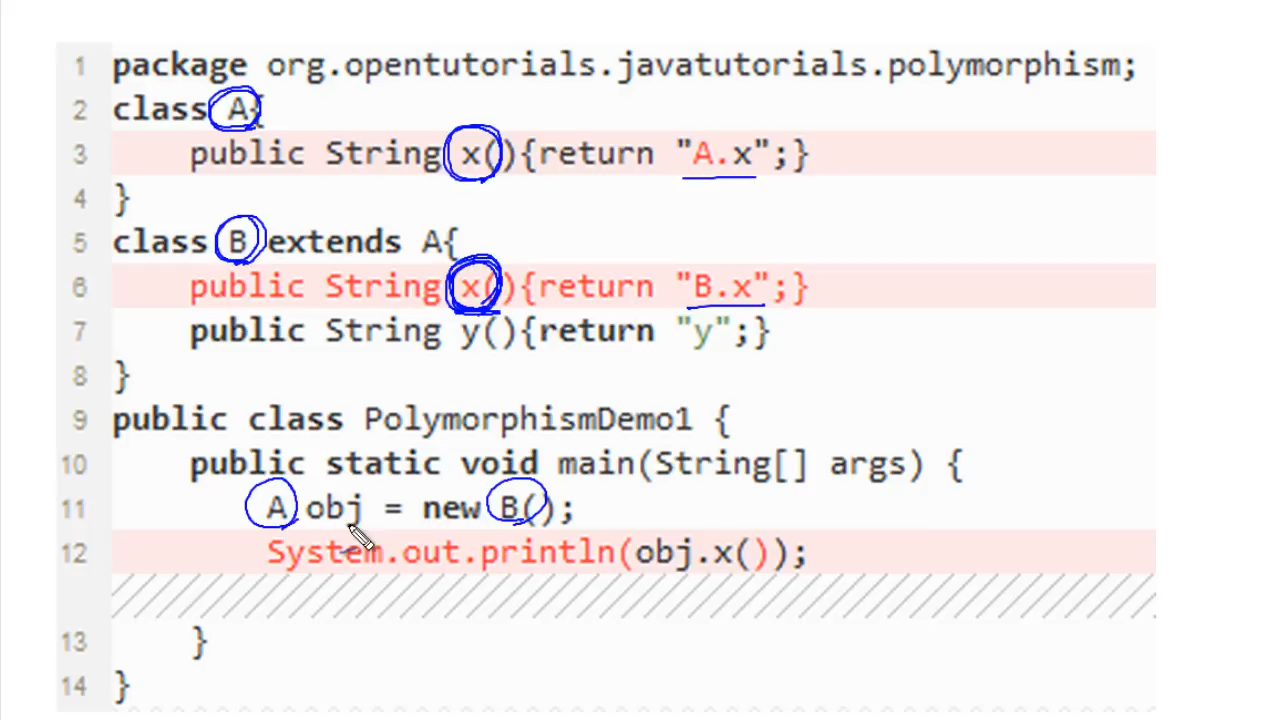 1 package org.opentutorials.javatutorials.polymorphism;
2 class A{
3 public String x(){return "A.x";}
4 }
5 class B extends A{
6 public String x(){return "B.x";}
7 public String y(){return "y";}
8 }
9 public class PolymorphismDemo1 {
10 public static void main(String[] args) {
11 A obj = new B();
12 System.out.println(obj.x());
13 }
14 }